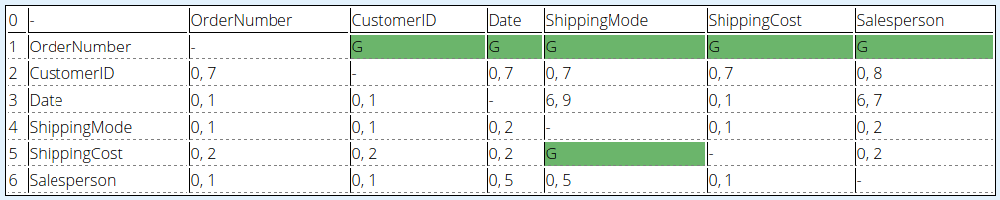 0 - OrderNumber CustomerID Date ShippingMode ShippingCost Salesperson
1 OrderNumber - G G G G G
2 CustomerID 0, 7 - 0, 7 0, 7 0, 7 0, 8
3 Date 0, 1 0, 1 - 6, 9 0, 1 6, 7
4 ShippingMode 0, 1 0, 1 0, 2 - 0, 1 0, 2
5 ShippingCost 0, 2 0, 2 0, 2 G - 0, 2
6 Salesperson 0, 1 0, 1 0, 5 0, 5 0, 1 -